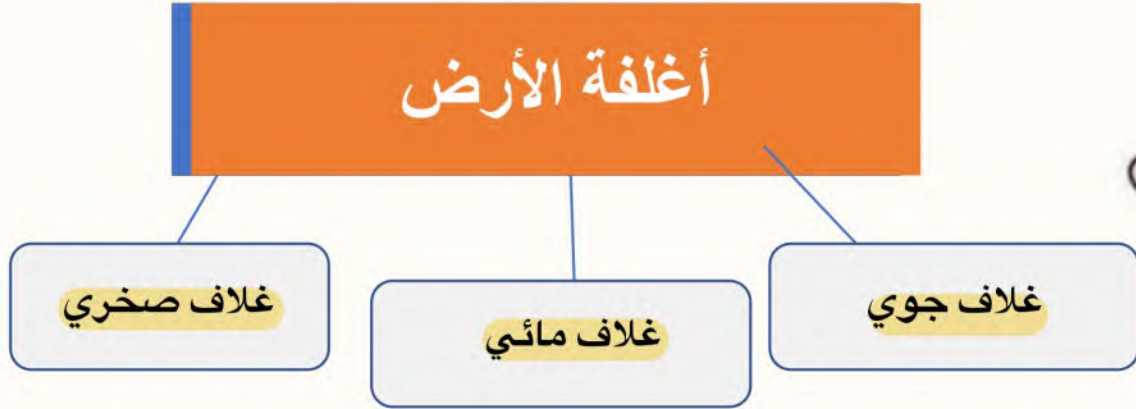 أغلفة الأرض
غلاف جوي
غلاف مائي
غلاف صخري